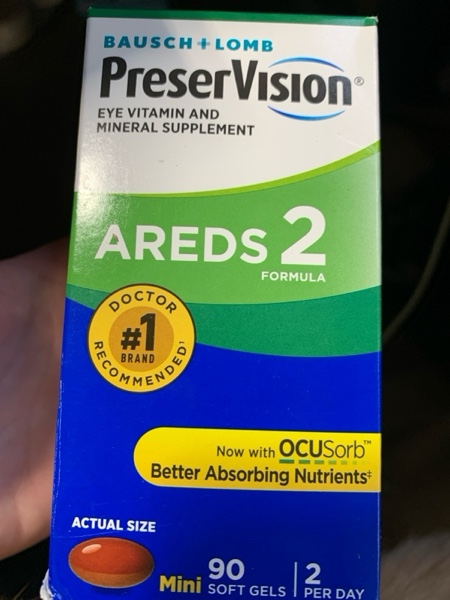 BAUSCH + LOMB
PreserVision®
EYE VITAMIN AND
MINERAL SUPPLEMENT
AREDS 2
FORMULA
DOCTOR
#1
BRAND
RECOMMENDED¹
Now with OCUSorb™
Better Absorbing Nutrients‡
ACTUAL SIZE
Mini 90 SOFT GELS | 2 PER DAY